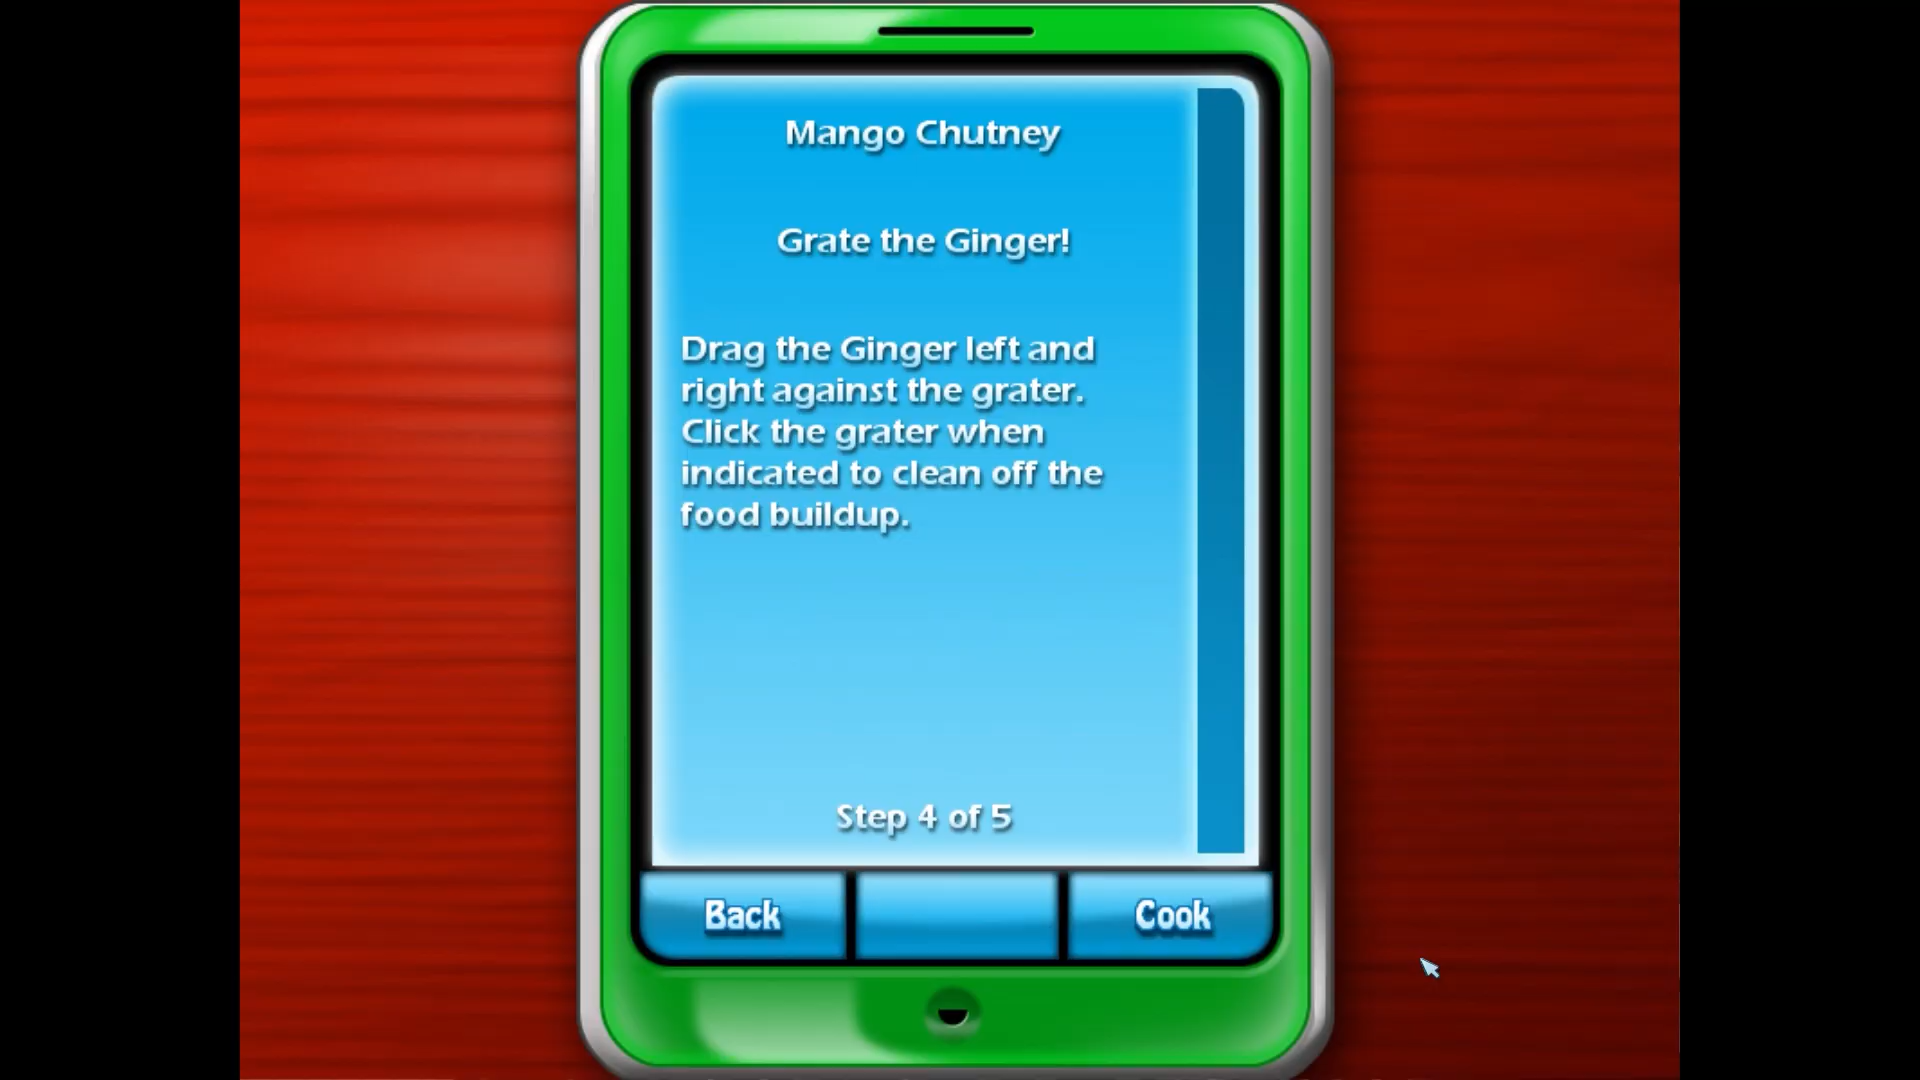 Mango Chutney
Grate the Ginger!
Drag the Ginger left and
right against the grater.
Click the grater when
indicated to clean off the
food buildup.
Step 4 of 5
Back
Cook